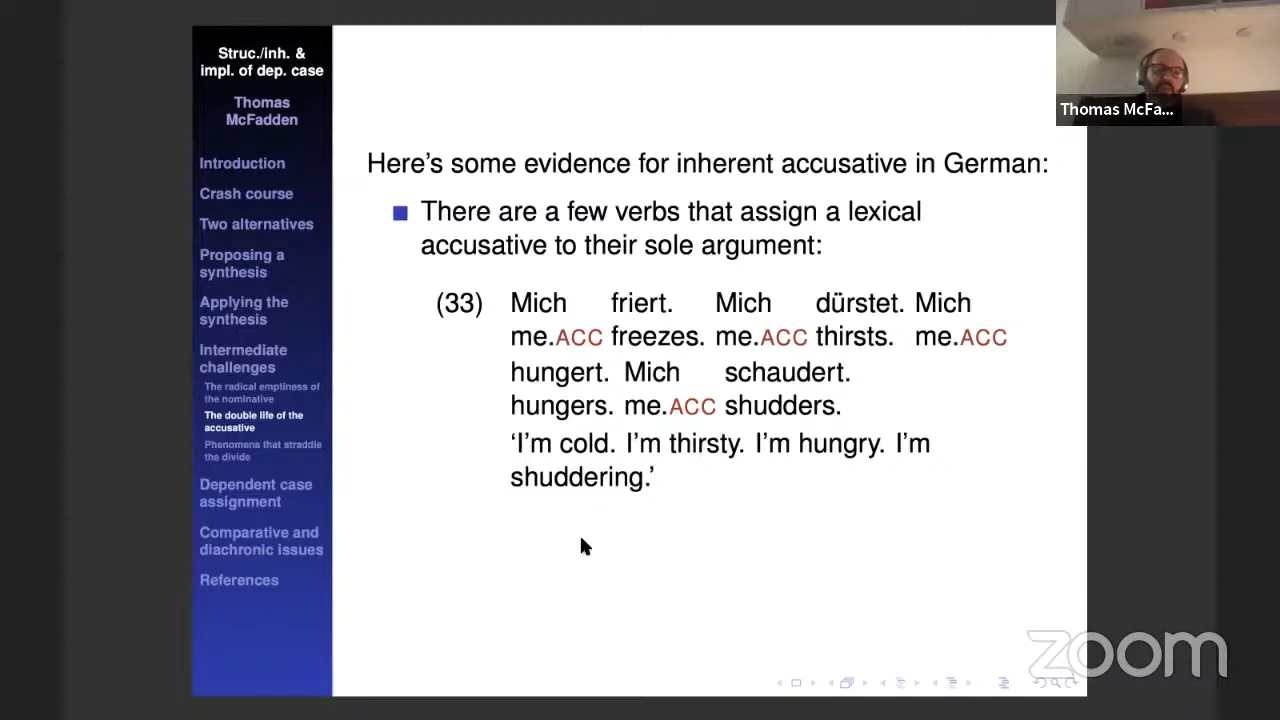 Struc./inh. &
impl. of dep. case
Thomas
McFadden
Introduction
Crash course
Two alternatives
Proposing a
synthesis
Applying the
synthesis
Intermediate
challenges
The radical emptiness of
the nominative
The double life of the
accusative
Phenomena that straddle
the divide
Dependent case
assignment
Comparative and
diachronic issues
References
Here's some evidence for inherent accusative in German:
There are a few verbs that assign a lexical
accusative to their sole argument:
(33) Mich friert. Mich dürstet. Mich
me.ACC freezes. me.ACC thirsts. me.ACC
hungert. Mich schaudert.
hungers. me.ACC shudders.
‘I'm cold. I'm thirsty. I'm hungry. I'm
shuddering.’
Thomas McFa...
zoom